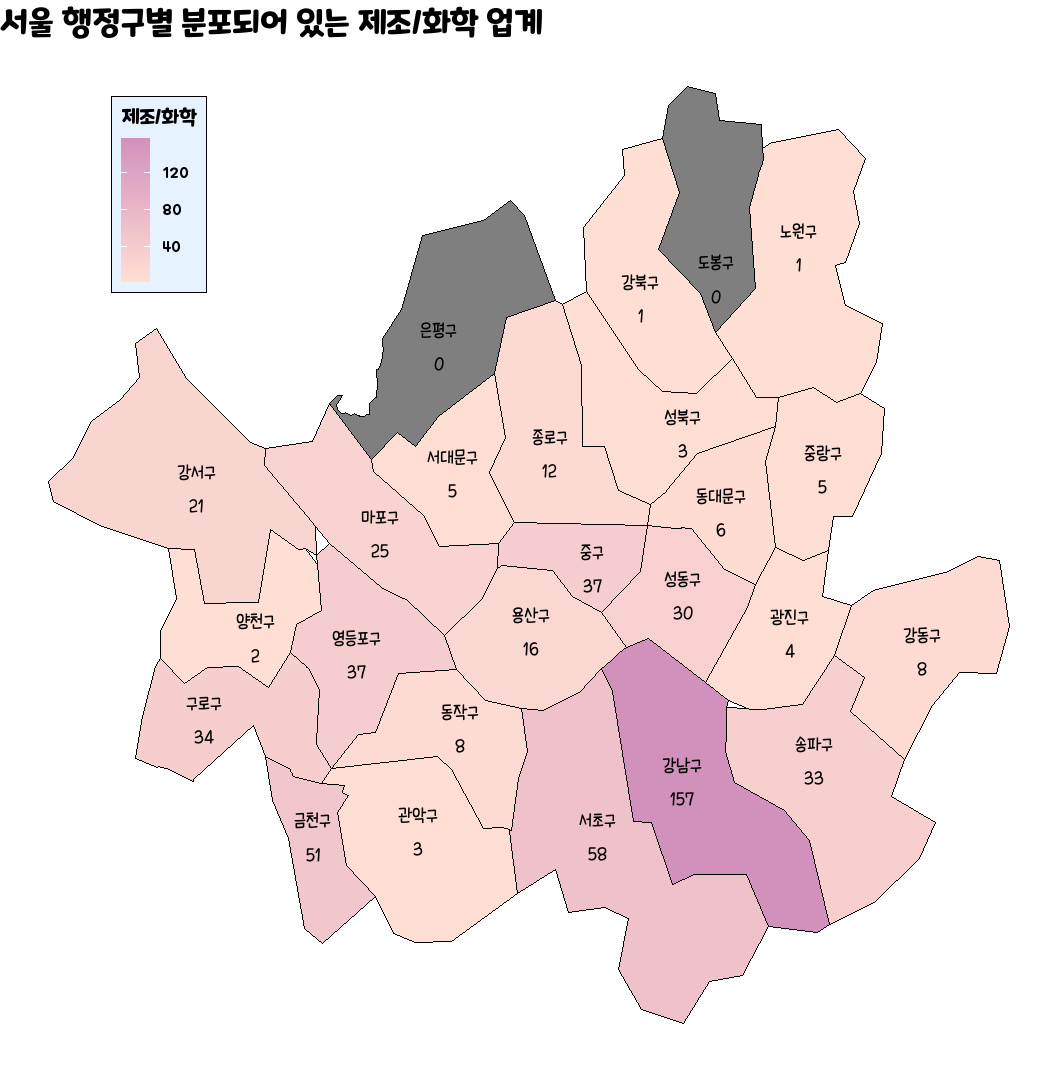 서울 행정구별 분포되어 있는 제조/화학 업계
제조/화학
120
80
40
노원구
1
도봉구
0
강북구
1
은평구
0
성북구
3
종로구
12
중랑구
5
서대문구
5
강서구
21
동대문구
6
마포구
25
중구
37
성동구
30
용산구
16
광진구
4
양천구
2
영등포구
37
강동구
8
구로구
34
동작구
8
송파구
33
강남구
157
관악구
3
서초구
58
금천구
51